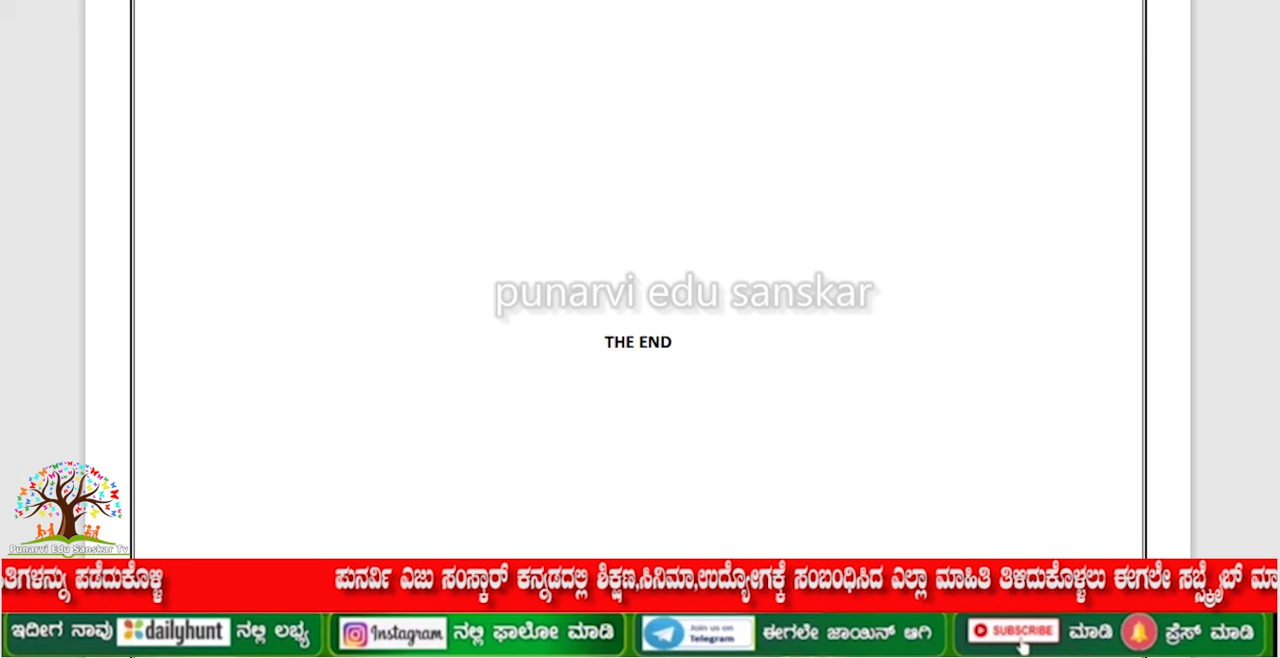 punarvi edu sanskar
THE END
Punarvi Edu Sanskar Tv
ತಿಗಳನ್ನು ಪಡೆದುಕೊಳ್ಳಿ ಪುನರ್ವಿ ಎಜು ಸಂಸ್ಕಾರ್ ಕನ್ನಡದಲ್ಲಿ ಶಿಕ್ಷಣ,ಸಿನಿಮಾ,ಉದ್ಯೋಗಕ್ಕೆ ಸಂಬಂಧಿಸಿದ ಎಲ್ಲಾ ಮಾಹಿತಿ ತಿಳಿದುಕೊಳ್ಳಲು ಈಗಲೇ ಸಬ್ಸ್ಕ್ರೈಬ್ ಮಾ
ಇದೀಗ ನಾವು dailyhunt ನಲ್ಲಿ ಲಭ್ಯ Instagram ನಲ್ಲಿ ಫಾಲೋ ಮಾಡಿ Join us on Telegram ಈಗಲೇ ಜಾಯಿನ್ ಆಗಿ SUBSCRIBE ಮಾಡಿ ಪ್ರೆಸ್ ಮಾಡಿ